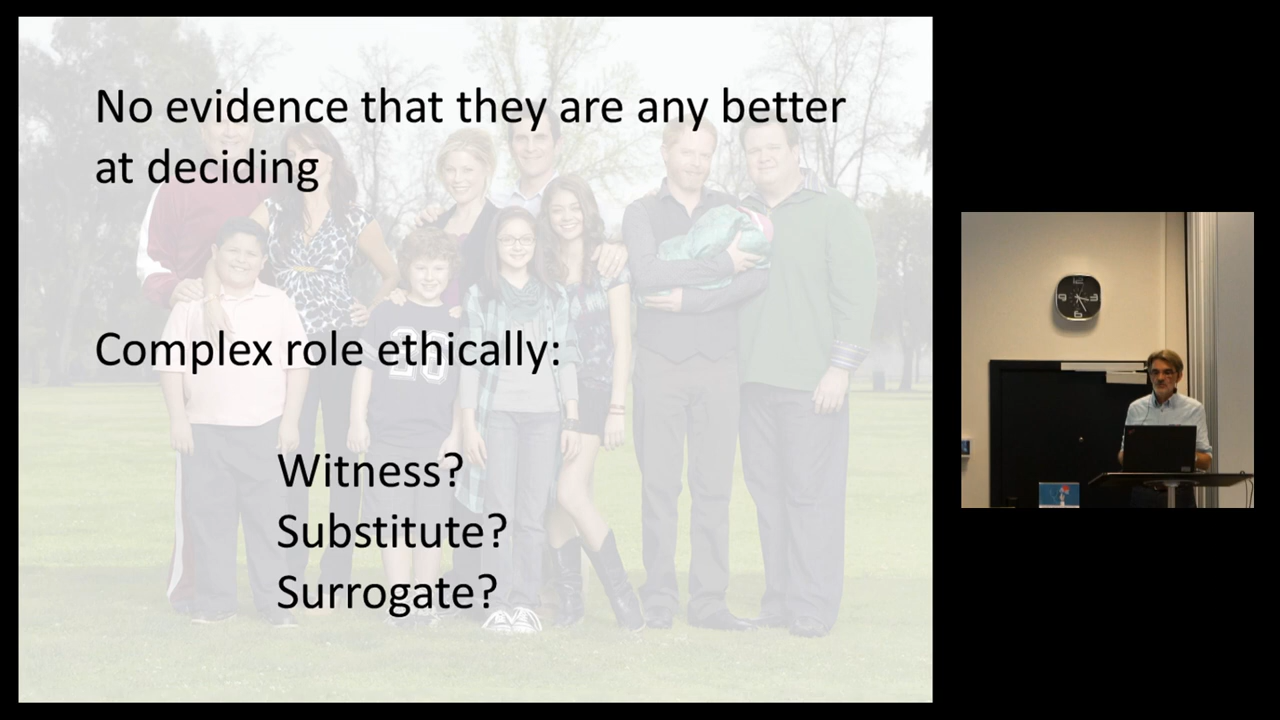 No evidence that they are any better
at deciding
Complex role ethically:
Witness?
Substitute?
Surrogate?